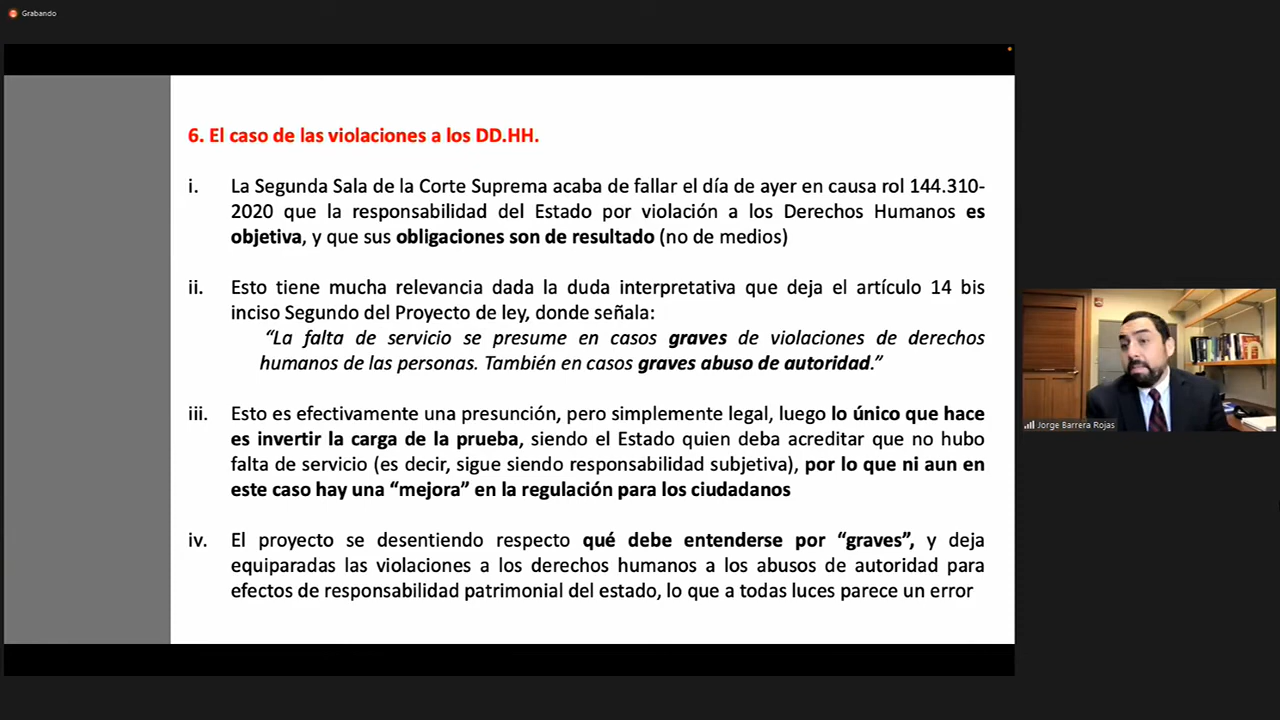 Grabando
6. El caso de las violaciones a los DD.HH.
i. La Segunda Sala de la Corte Suprema acaba de fallar el día de ayer en causa rol 144.310-
2020 que la responsabilidad del Estado por violación a los Derechos Humanos es
objetiva, y que sus obligaciones son de resultado (no de medios)
ii. Esto tiene mucha relevancia dada la duda interpretativa que deja el artículo 14 bis
inciso Segundo del Proyecto de ley, donde señala:
“La falta de servicio se presume en casos graves de violaciones de derechos
humanos de las personas. También en casos graves abuso de autoridad.”
iii. Esto es efectivamente una presunción, pero simplemente legal, luego lo único que hace
es invertir la carga de la prueba, siendo el Estado quien deba acreditar que no hubo
falta de servicio (es decir, sigue siendo responsabilidad subjetiva), por lo que ni aun en
este caso hay una “mejora” en la regulación para los ciudadanos
iv. El proyecto se desentiendo respecto qué debe entenderse por “graves”, y deja
equiparadas las violaciones a los derechos humanos a los abusos de autoridad para
efectos de responsabilidad patrimonial del estado, lo que a todas luces parece un error
Jorge Barrera Rojas